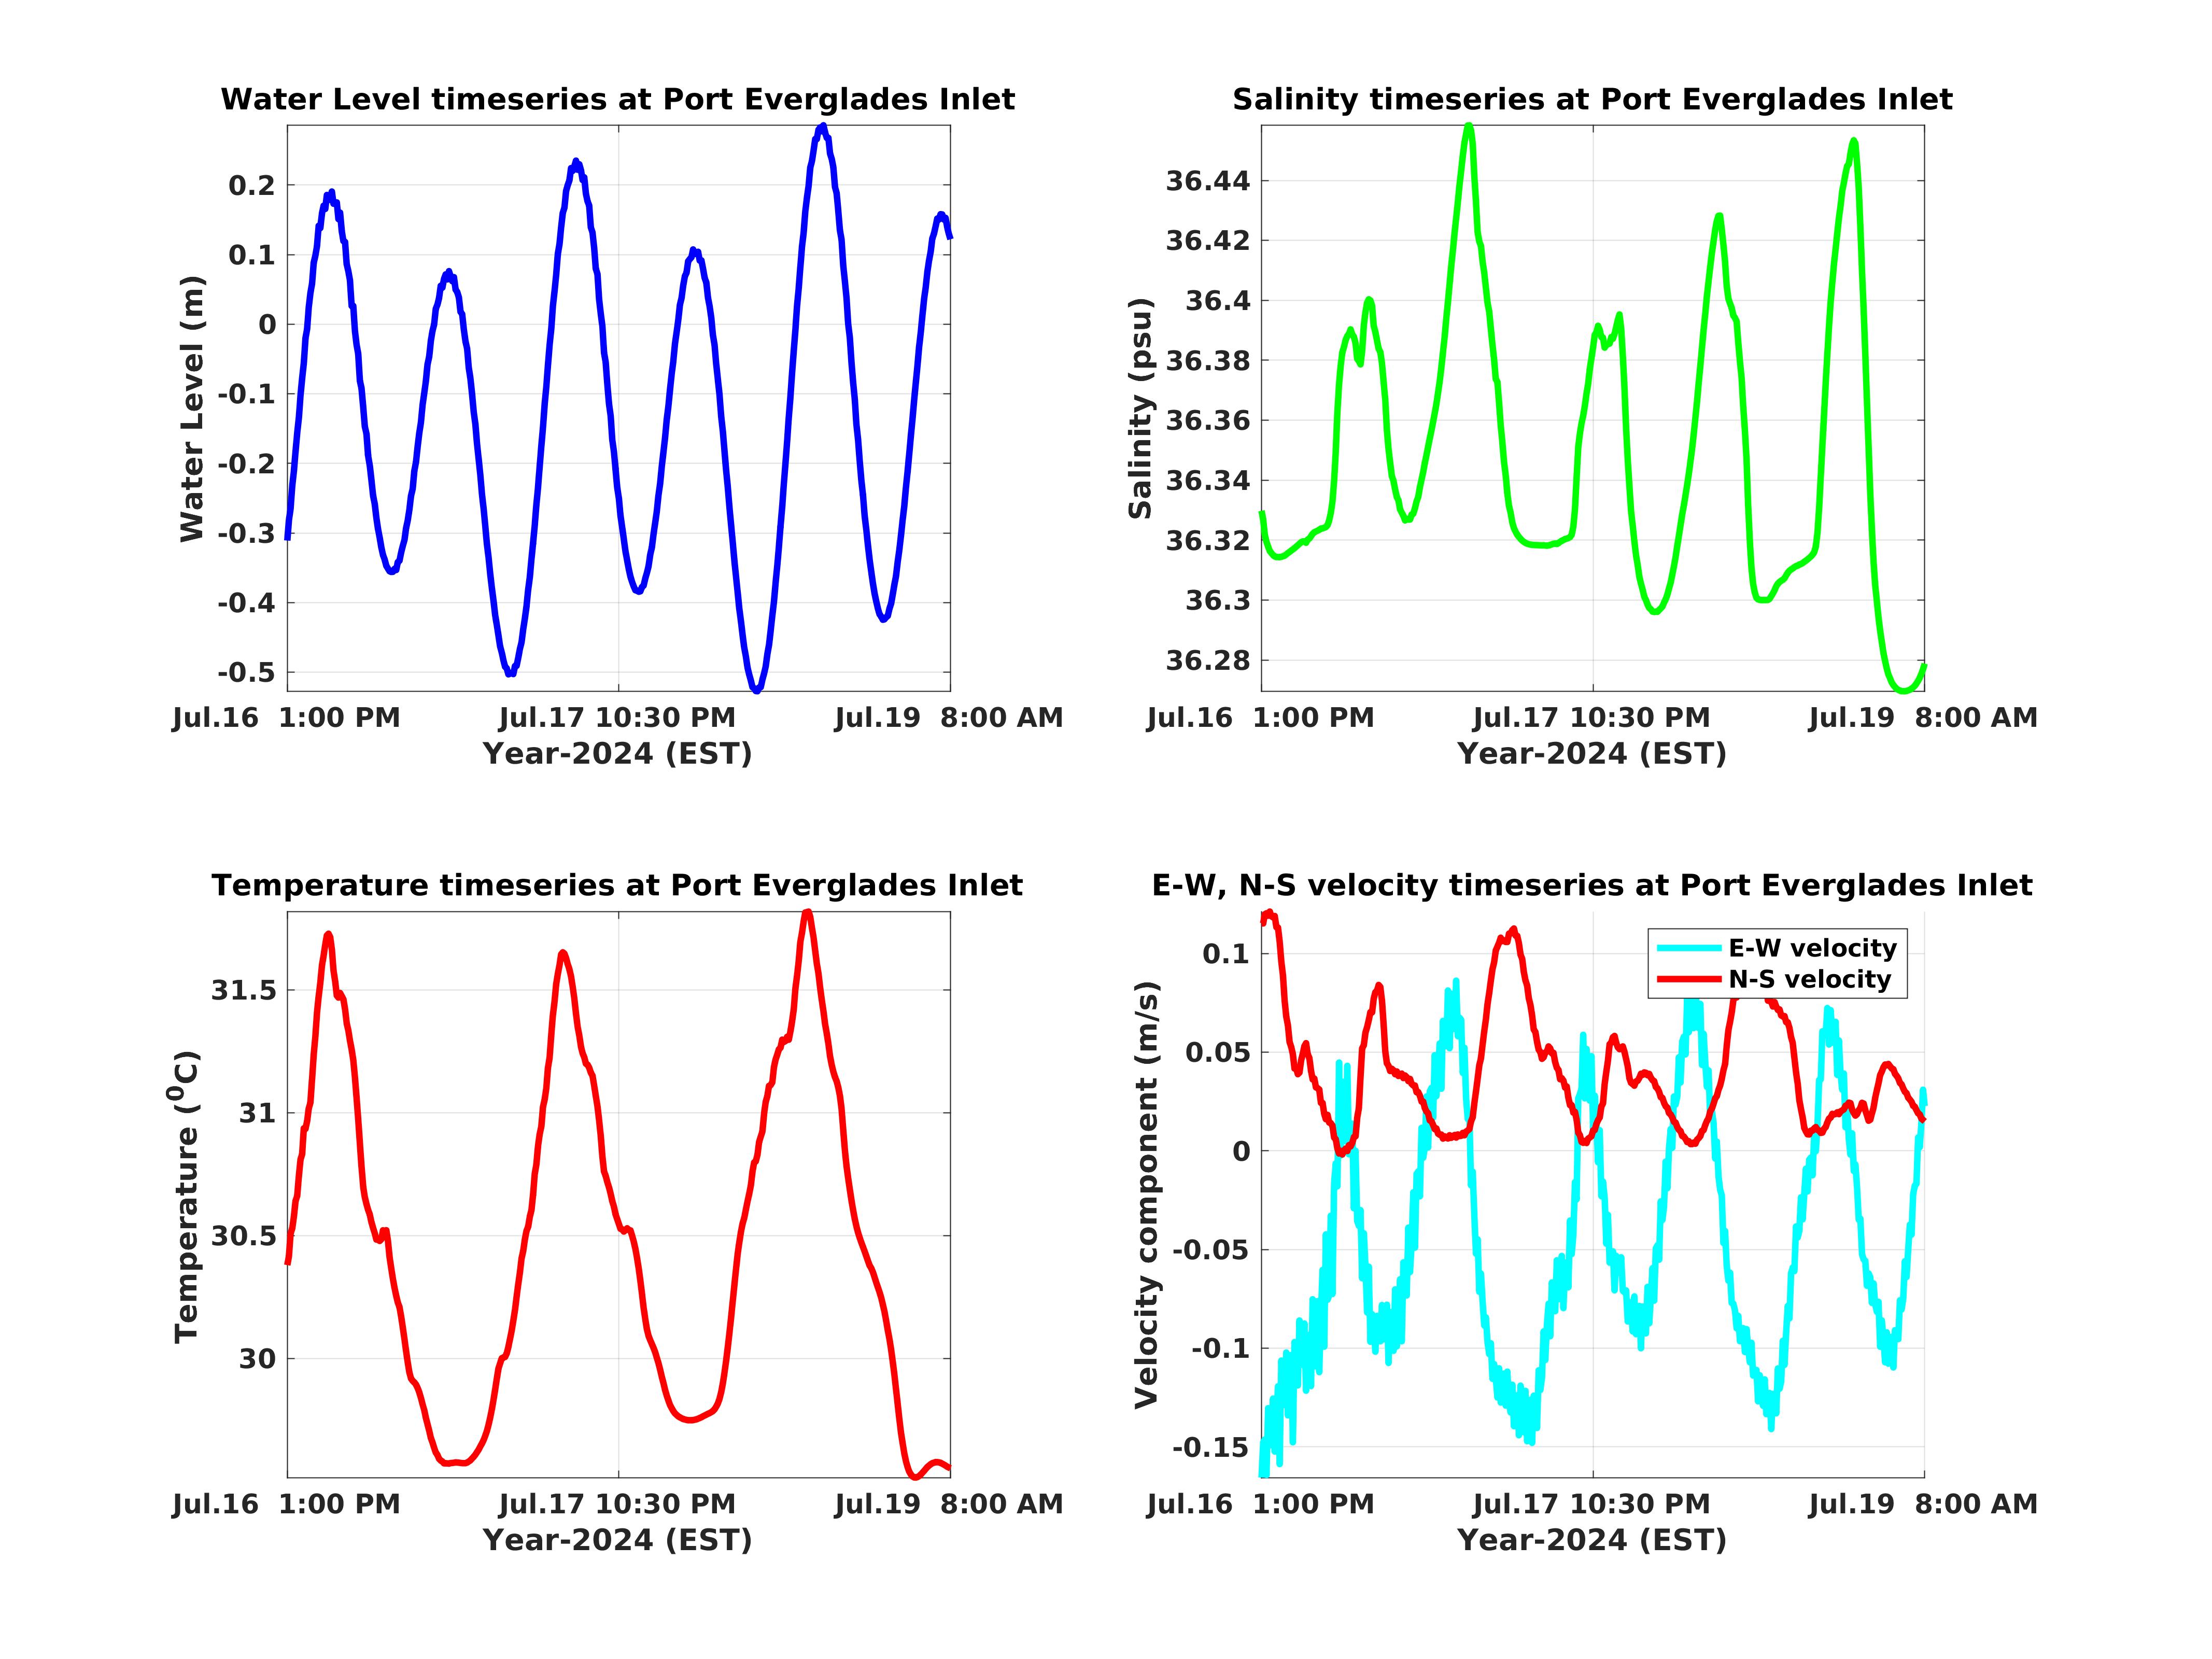 Water Level timeseries at Port Everglades Inlet
Water Level (m)
0.2
0.1
0
-0.1
-0.2
-0.3
-0.4
-0.5
Jul.16 1:00 PM
Jul.17 10:30 PM
Jul.19 8:00 AM
Year-2024 (EST)
Salinity timeseries at Port Everglades Inlet
Salinity (psu)
36.44
36.42
36.4
36.38
36.36
36.34
36.32
36.3
36.28
Jul.16 1:00 PM
Jul.17 10:30 PM
Jul.19 8:00 AM
Year-2024 (EST)
Temperature timeseries at Port Everglades Inlet
Temperature (⁰C)
31.5
31
30.5
30
Jul.16 1:00 PM
Jul.17 10:30 PM
Jul.19 8:00 AM
Year-2024 (EST)
E-W, N-S velocity timeseries at Port Everglades Inlet
Velocity component (m/s)
0.1
0.05
0
-0.05
-0.1
-0.15
E-W velocity
N-S velocity
Jul.16 1:00 PM
Jul.17 10:30 PM
Jul.19 8:00 AM
Year-2024 (EST)